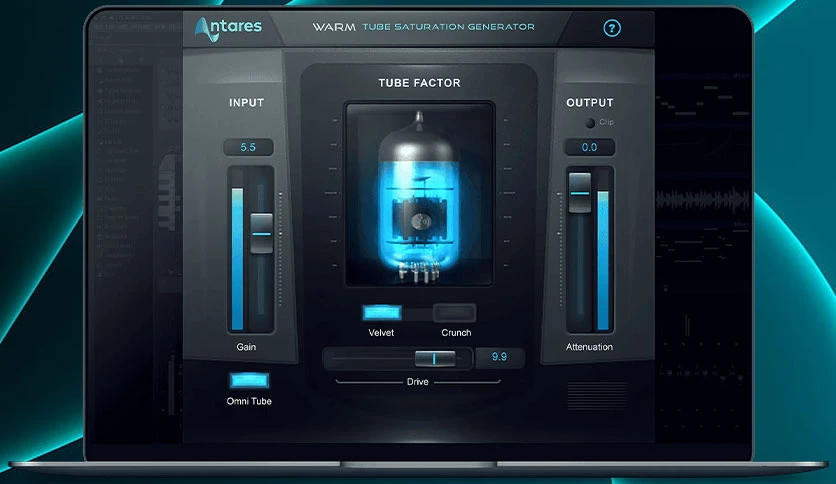 Antares
WARM TUBE SATURATION GENERATOR
?
TUBE FACTOR
INPUT
OUTPUT
Clip
5.5
0.0
Velvet
Crunch
Gain
Attenuation
9.9
Drive
Omni Tube